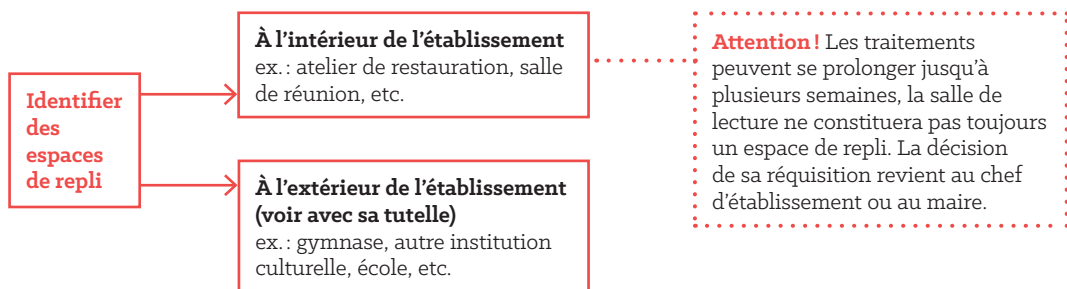 Identifier
des
espaces
de repli
À l’intérieur de l’établissement
ex. : atelier de restauration, salle
de réunion, etc.
À l’extérieur de l’établissement
(voir avec sa tutelle)
ex. : gymnase, autre institution
culturelle, école, etc.
Attention ! Les traitements
peuvent se prolonger jusqu’à
plusieurs semaines, la salle de
lecture ne constituera pas toujours
un espace de repli. La décision
de sa réquisition revient au chef
d’établissement ou au maire.